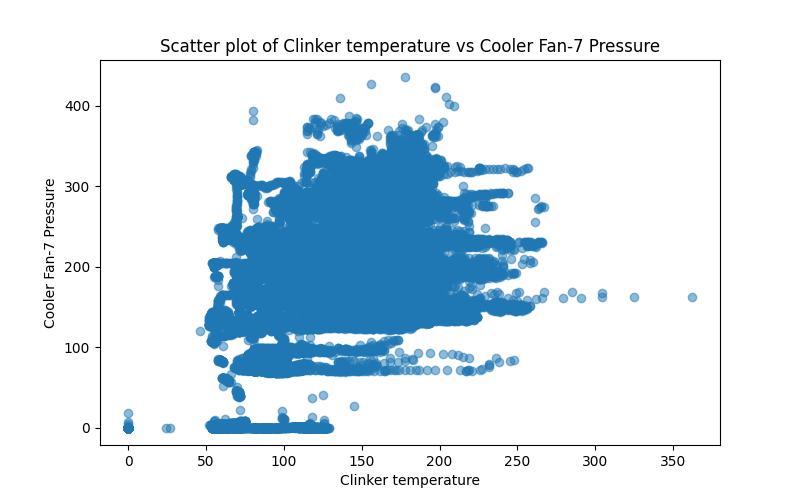 Scatter plot of Clinker temperature vs Cooler Fan-7 Pressure
400
300
200
100
0
Cooler Fan-7 Pressure
0 50 100 150 200 250 300 350
Clinker temperature